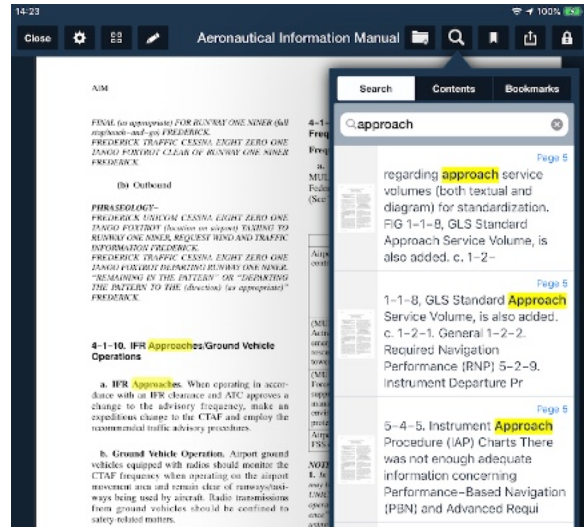 14:23
100%
Close
Aeronautical Information Manual
AIM
FINAL (as appropriate) FOR RUNWAY ONE NINER (full
stop/touch-and-go) FREDERICK.
FREDERICK TRAFFIC CESSNA EIGHT ZERO ONE
TANGO FOXTROT CLEAR OF RUNWAY ONE NINER
FREDERICK.
(b) Outbound
PHRASEOLOGY–
FREDERICK UNICOM CESSNA EIGHT ZERO ONE
TANGO FOXTROT (location on airport) TAXIING TO
RUNWAY ONE NINER, REQUEST WIND AND TRAFFIC
INFORMATION FREDERICK.
FREDERICK TRAFFIC CESSNA EIGHT ZERO ONE
TANGO FOXTROT DEPARTING RUNWAY ONE NINER.
"REMAINING IN THE PATTERN" OR "DEPARTING
THE PATTERN TO THE (direction) (as appropriate)"
FREDERICK.
4-1-10. IFR Approaches/Ground Vehicle
Operations
a. IFR Approaches. When operating in accor-
dance with an IFR clearance and ATC approves a
change to the advisory frequency, make an
expeditious change to the CTAF and employ the
recommended traffic advisory procedures.
b. Ground Vehicle Operation. Airport ground
vehicles equipped with radios should monitor the
CTAF frequency when operating on the airport
movement area and remain clear of runways/taxi-
ways being used by aircraft. Radio transmissions
from ground vehicles should be confined to
safety-related matters.
4-1-
Freq
Frequ
a.
MUL
Feder
(See
Search
Contents
Bookmarks
approach
Page 5
regarding approach service
volumes (both textual and
diagram) for standardization.
FIG 1-1-8, GLS Standard
Approach Service Volume, is
also added. c. 1-2-
Page 5
1-1-8, GLS Standard Approach
Service Volume, is also added.
c. 1-2-1. General 1-2-2.
Required Navigation
Performance (RNP) 5-2-9.
Instrument Departure Pr
Page 5
5-4-5. Instrument Approach
Procedure (IAP) Charts There
was not enough adequate
information concerning
Performance-Based Navigation
(PBN) and Advanced Requi